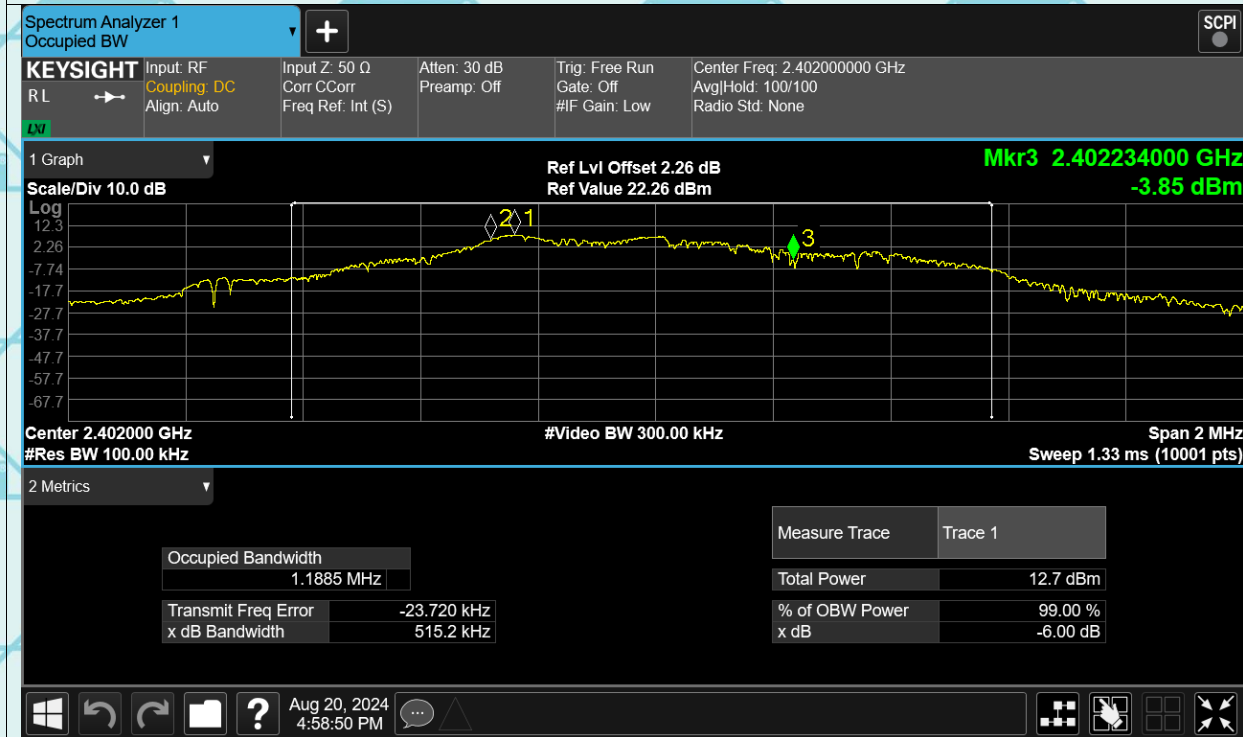 Spectrum Analyzer 1
Occupied BW
+
SCPI
KEYSIGHT
RL
LXI
Input: RF
Coupling: DC
Align: Auto
Input Z: 50 Ω
Corr CCorr
Freq Ref: Int (S)
Atten: 30 dB
Preamp: Off
Trig: Free Run
Gate: Off
#IF Gain: Low
Center Freq: 2.402000000 GHz
Avg|Hold: 100/100
Radio Std: None
1 Graph
Scale/Div 10.0 dB
Ref Lvl Offset 2.26 dB
Ref Value 22.26 dBm
Mkr3 2.402234000 GHz
-3.85 dBm
Log
12.3
2.26
-7.74
-17.7
-27.7
-37.7
-47.7
-57.7
-67.7
2
1
3
Center 2.402000 GHz
#Video BW 300.00 kHz
Span 2 MHz
#Res BW 100.00 kHz
Sweep 1.33 ms (10001 pts)
2 Metrics
Occupied Bandwidth
1.1885 MHz
Transmit Freq Error -23.720 kHz
x dB Bandwidth 515.2 kHz
Measure Trace Trace 1
Total Power 12.7 dBm
% of OBW Power 99.00 %
x dB -6.00 dB
?
Aug 20, 2024
4:58:50 PM